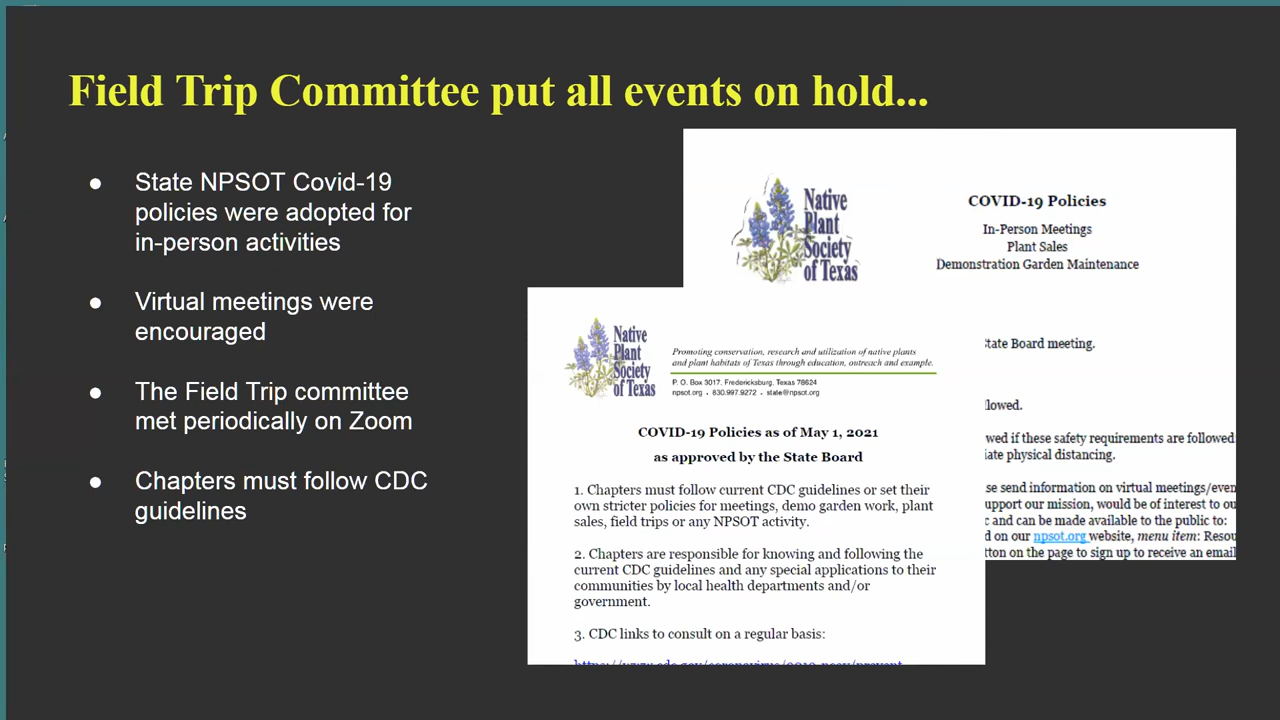 Field Trip Committee put all events on hold...
● State NPSOT Covid-19
policies were adopted for
in-person activities
● Virtual meetings were
encouraged
● The Field Trip committee
met periodically on Zoom
● Chapters must follow CDC
guidelines
Native
Plant
Society
of Texas
COVID-19 Policies
In-Person Meetings
Plant Sales
Demonstration Garden Maintenance
State Board meeting.
llowed.
wed if these safety requirements are followed
iate physical distancing.
se send information on virtual meetings/even
upport our mission, would be of interest to ou
c and can be made available to the public to:
d on our npsot.org website, menu item: Resou
tton on the page to sign up to receive an email
Native
Plant
Society
of Texas
Promoting conservation, research and utilization of native plants
and plant habitats of Texas through education, outreach and example.
P. O. Box 3017. Fredericksburg, Texas 78624
npsot.org • 830.997.9272 • state@npsot.org
COVID-19 Policies as of May 1, 2021
as approved by the State Board
1. Chapters must follow current CDC guidelines or set their
own stricter policies for meetings, demo garden work, plant
sales, field trips or any NPSOT activity.
2. Chapters are responsible for knowing and following the
current CDC guidelines and any special applications to their
communities by local health departments and/or
government.
3. CDC links to consult on a regular basis: